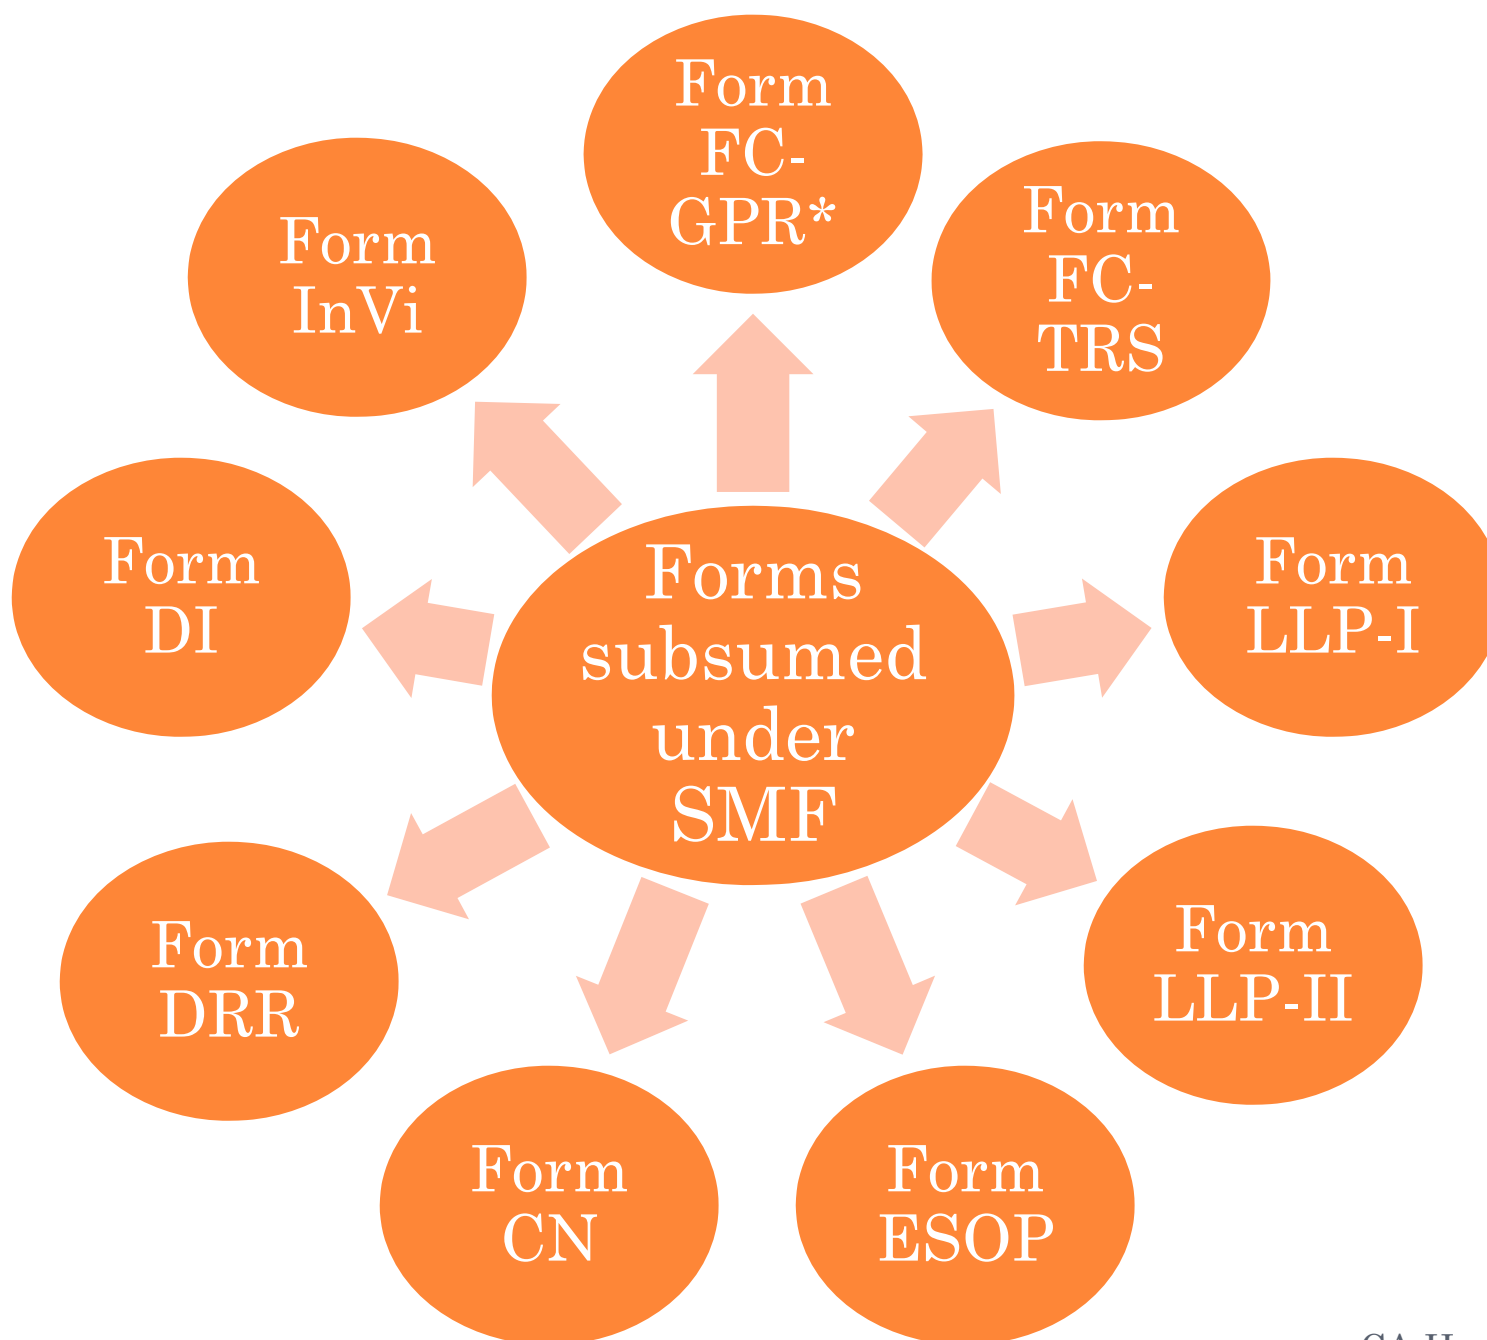 Form
FC-
GPR*
Form
FC-
TRS
Form
LLP-I
Form
LLP-II
Form
ESOP
Form
CN
Form
DRR
Form
DI
Form
InVi
Forms
subsumed
under
SMF